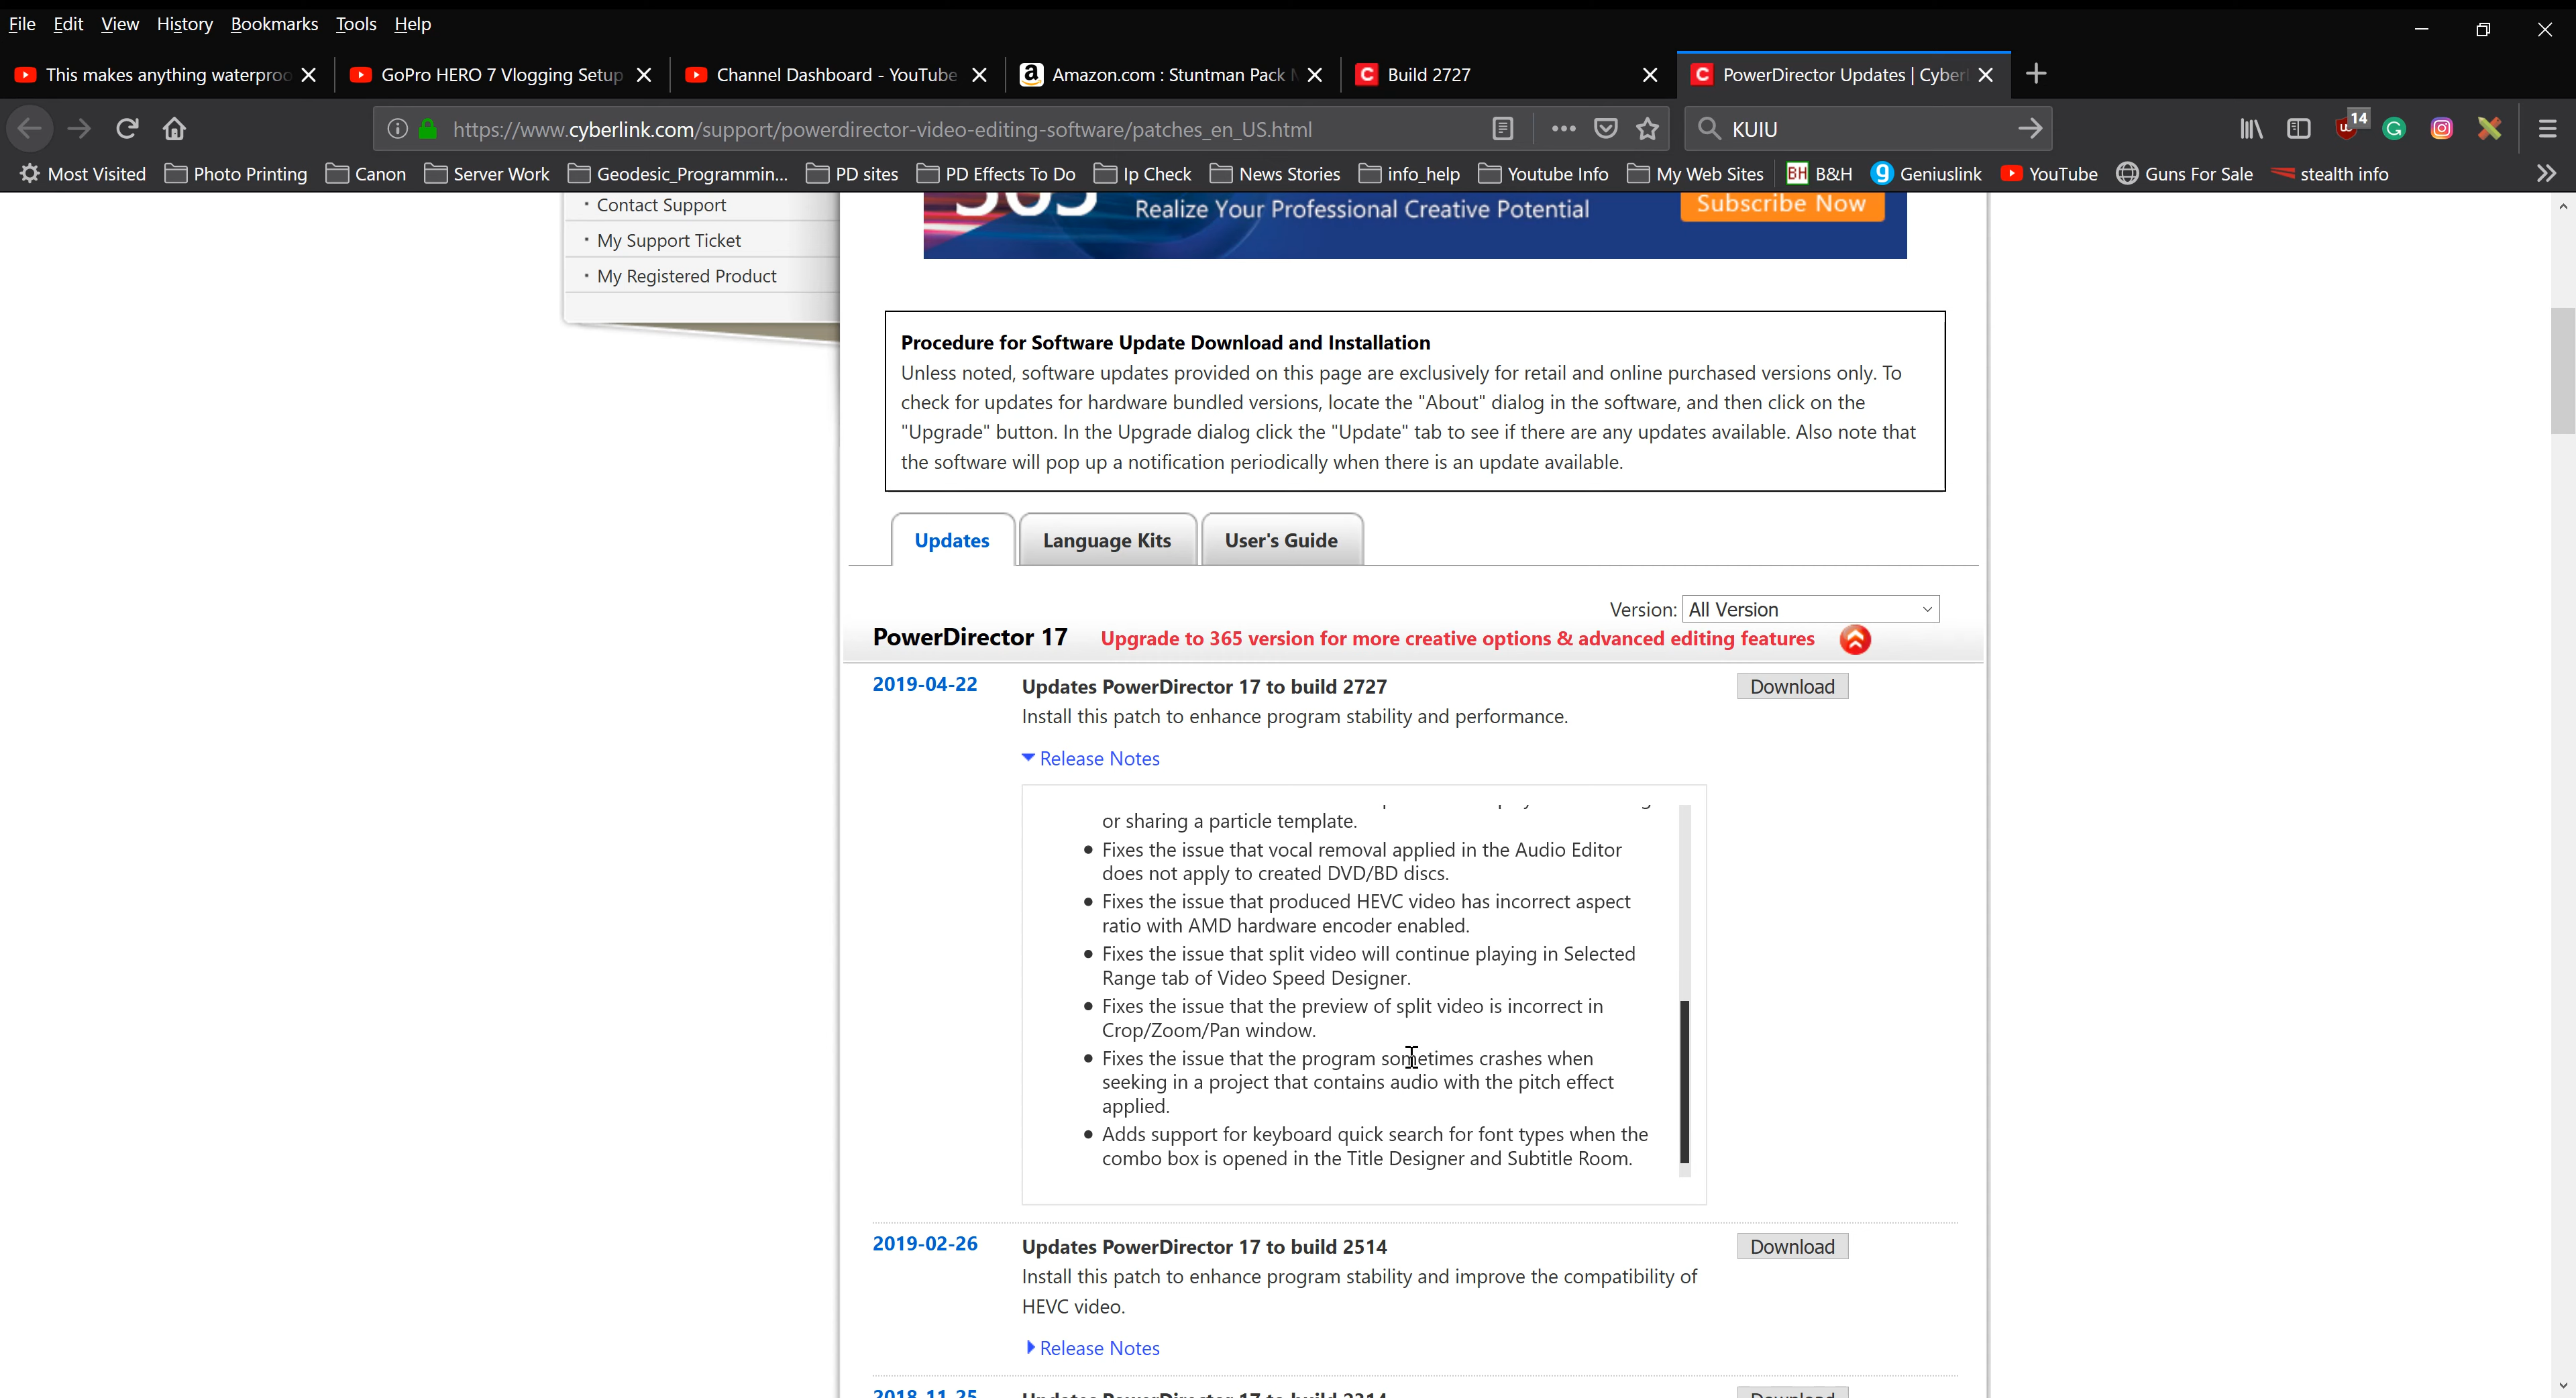 File Edit View History Bookmarks Tools Help
This makes anything waterproo
GoPro HERO 7 Vlogging Setup
Channel Dashboard - YouTube
Amazon.com : Stuntman Pack
Build 2727
PowerDirector Updates | Cyber
https://www.cyberlink.com/support/powerdirector-video-editing-software/patches_en_US.html
KUIU
14
Most Visited Photo Printing Canon Server Work Geodesic_Programmin... PD sites PD Effects To Do Ip Check News Stories info_help Youtube Info My Web Sites BH B&H Geniuslink YouTube Guns For Sale stealth info
Contact Support
My Support Ticket
My Registered Product
365 Realize Your Professional Creative Potential Subscribe Now
Procedure for Software Update Download and Installation
Unless noted, software updates provided on this page are exclusively for retail and online purchased versions only. To
check for updates for hardware bundled versions, locate the "About" dialog in the software, and then click on the
"Upgrade" button. In the Upgrade dialog click the "Update" tab to see if there are any updates available. Also note that
the software will pop up a notification periodically when there is an update available.
Updates Language Kits User's Guide
Version: All Version
PowerDirector 17 Upgrade to 365 version for more creative options & advanced editing features
2019-04-22 Updates PowerDirector 17 to build 2727 Download
Install this patch to enhance program stability and performance.
Release Notes
or sharing a particle template.
• Fixes the issue that vocal removal applied in the Audio Editor
does not apply to created DVD/BD discs.
• Fixes the issue that produced HEVC video has incorrect aspect
ratio with AMD hardware encoder enabled.
• Fixes the issue that split video will continue playing in Selected
Range tab of Video Speed Designer.
• Fixes the issue that the preview of split video is incorrect in
Crop/Zoom/Pan window.
• Fixes the issue that the program sometimes crashes when
seeking in a project that contains audio with the pitch effect
applied.
• Adds support for keyboard quick search for font types when the
combo box is opened in the Title Designer and Subtitle Room.
2019-02-26 Updates PowerDirector 17 to build 2514 Download
Install this patch to enhance program stability and improve the compatibility of
HEVC video.
Release Notes
2018-11-25 Updates PowerDirector 17 to build 2314 Download